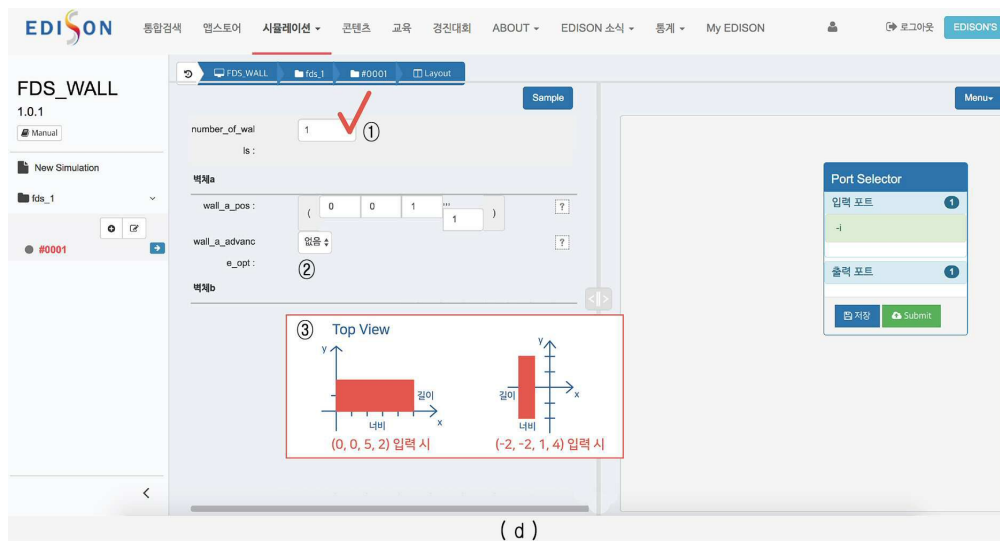 EDISON
통합검색 앱스토어 시뮬레이션 콘텐츠 교육 경진대회 ABOUT EDISON 소식 통계 My EDISON 로그아웃 EDISON'S
FDS_WALL
1.0.1
Manual
New Simulation
fds_1
#0001
FDS_WALL fds_1 #0001 Layout
Sample
number_of_wal
ls :
1
①
벽체a
wall_a_pos :
( 0 0 1 ,,, 1 )
?
wall_a_advanc
e_opt :
없음
?
②
벽체b
③ Top View
y
길이
너비
x
(0, 0, 5, 2) 입력 시
y
길이
x
너비
(-2, -2, 1, 4) 입력 시
Menu
Port Selector
입력 포트 1
-i
출력 포트 1
저장 Submit
(d)